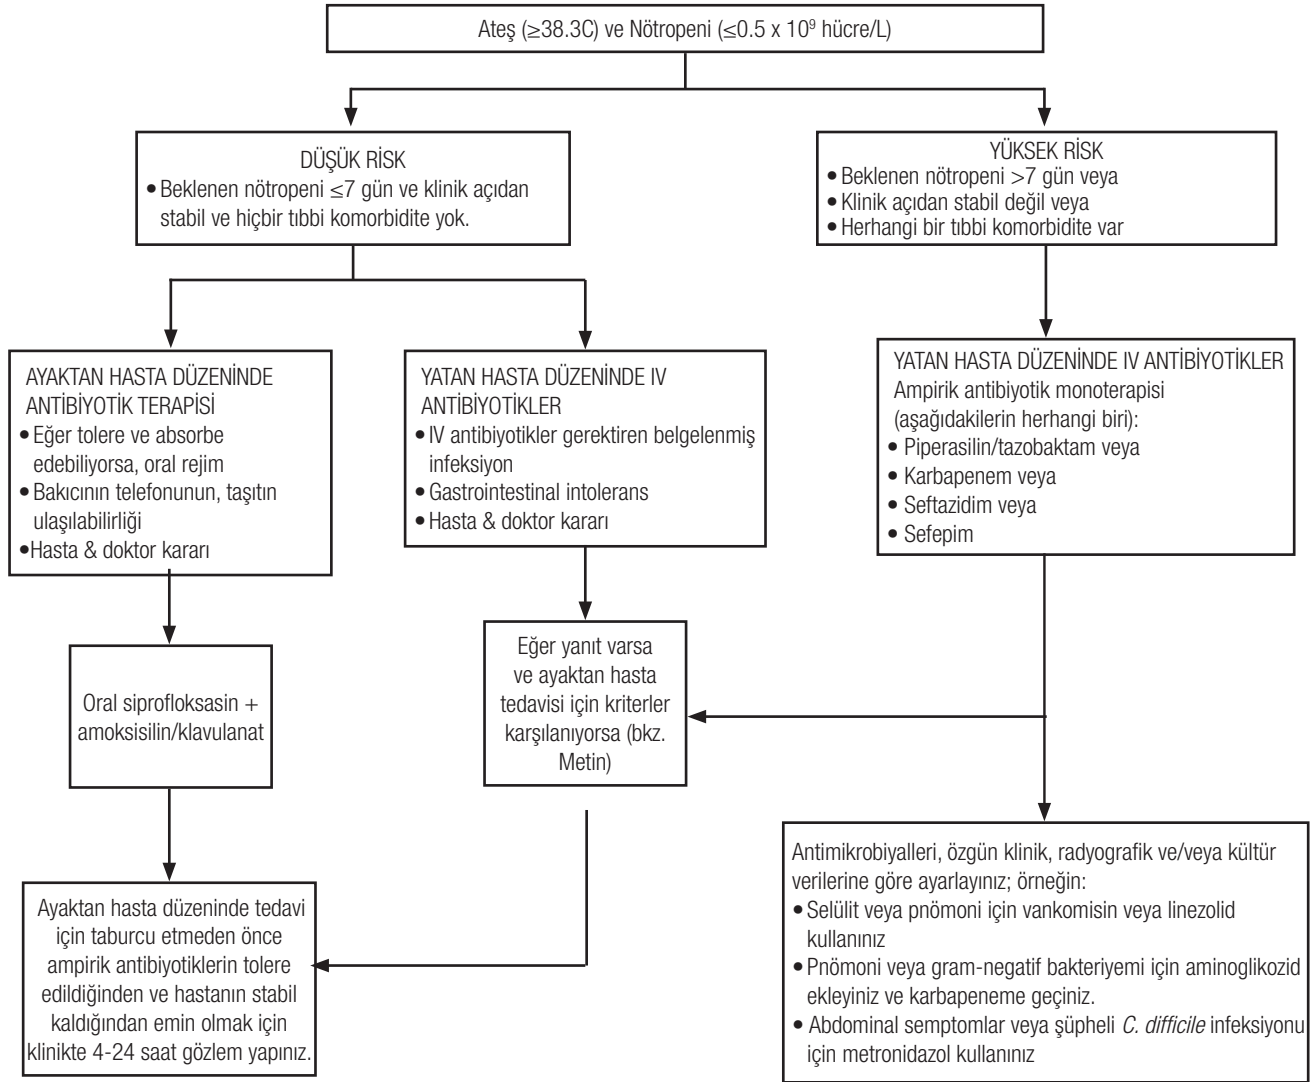 Ateş (≥38.3C) ve Nötropeni (≤0.5 x 10⁹ hücre/L)
DÜŞÜK RİSK
• Beklenen nötropeni ≤7 gün ve klinik açıdan
stabil ve hiçbir tıbbi komorbidite yok.
YÜKSEK RİSK
• Beklenen nötropeni >7 gün veya
• Klinik açıdan stabil değil veya
• Herhangi bir tıbbi komorbidite var
AYAKTAN HASTA DÜZENİNDE
ANTİBİYOTİK TERAPİSİ
• Eğer tolere ve absorbe
edebiliyorsa, oral rejim
• Bakıcının telefonunun, taşıtın
ulaşılabilirliği
• Hasta & doktor kararı
YATAN HASTA DÜZENİNDE IV
ANTİBİYOTİKLER
• IV antibiyotikler gerektiren belgelenmiş
infeksiyon
• Gastrointestinal intolerans
• Hasta & doktor kararı
YATAN HASTA DÜZENİNDE IV ANTİBİYOTİKLER
Ampirik antibiyotik monoterapisi
(aşağıdakilerin herhangi biri):
• Piperasilin/tazobaktam veya
• Karbapenem veya
• Seftazidim veya
• Sefepim
Oral siprofloksasin +
amoksisilin/klavulanat
Eğer yanıt varsa
ve ayaktan hasta
tedavisi için kriterler
karşılanıyorsa (bkz.
Metin)
Ayaktan hasta düzeninde tedavi
için taburcu etmeden önce
ampirik antibiyotiklerin tolere
edildiğinden ve hastanın stabil
kaldığından emin olmak için
klinikte 4-24 saat gözlem yapınız.
Antimikrobiyalleri, özgün klinik, radyografik ve/veya kültür
verilerine göre ayarlayınız; örneğin:
• Selülit veya pnömoni için vankomisin veya linezolid
kullanınız
• Pnömoni veya gram-negatif bakteriyemi için aminoglikozid
ekleyiniz ve karbapeneme geçiniz.
• Abdominal semptomlar veya şüpheli C. difficile infeksiyonu
için metronidazol kullanınız